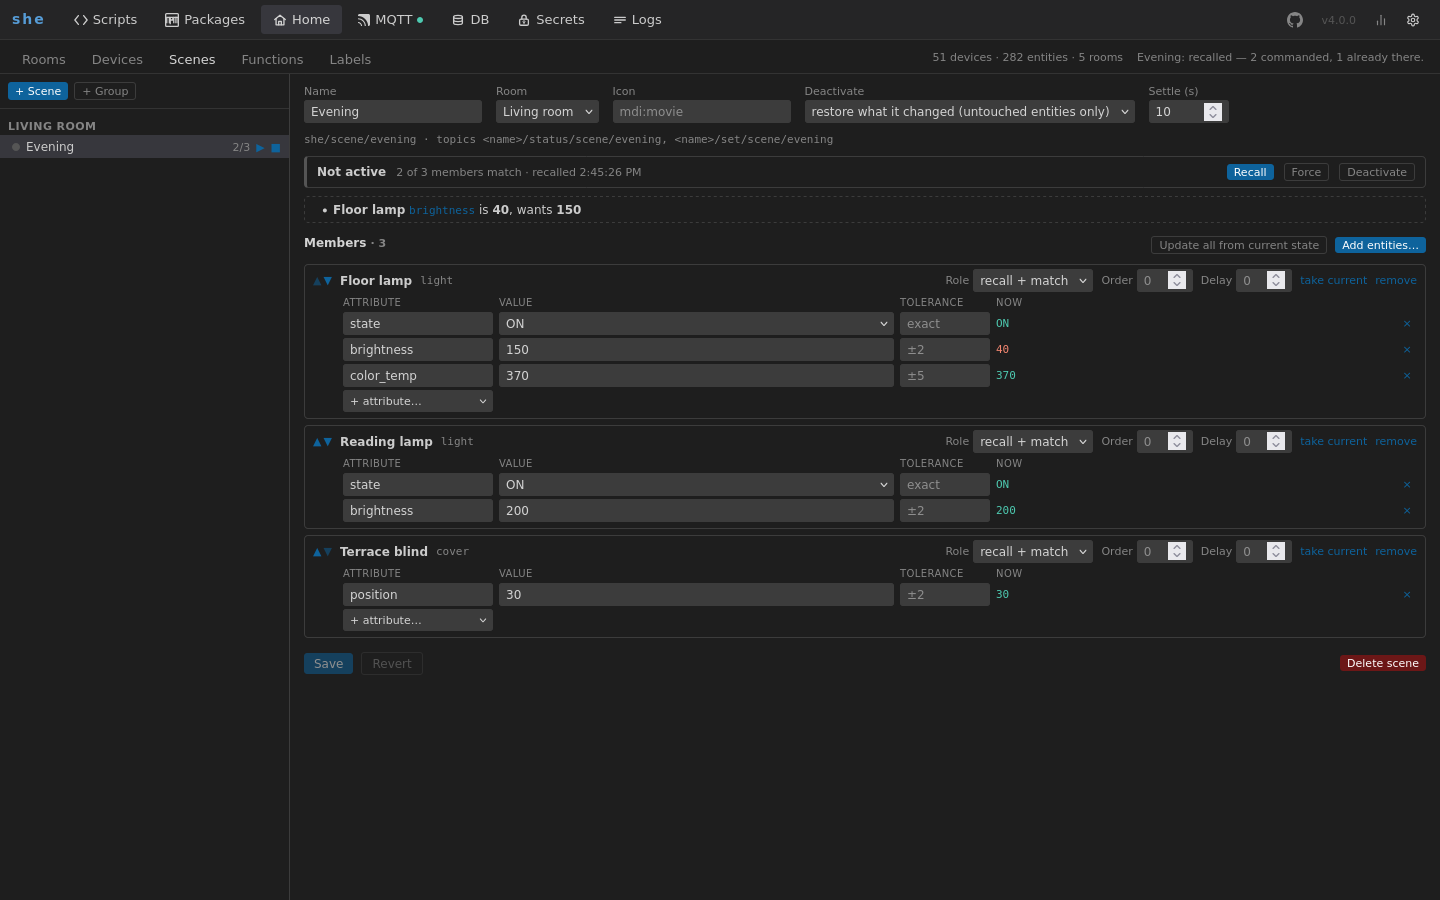 she Scripts Packages Home MQTT DB Secrets Logs v4.0.0
Rooms Devices Scenes Functions Labels 51 devices · 282 entities · 5 rooms Evening: recalled — 2 commanded, 1 already there.
+ Scene + Group
LIVING ROOM
Evening 2/3
Name Room Icon Deactivate Settle (s)
Evening Living room mdi:movie restore what it changed (untouched entities only) 10
she/scene/evening · topics <name>/status/scene/evening, <name>/set/scene/evening
Not active 2 of 3 members match · recalled 2:45:26 PM Recall Force Deactivate
• Floor lamp brightness is 40, wants 150
Members · 3 Update all from current state Add entities...
Floor lamp light Role recall + match Order 0 Delay 0 take current remove
ATTRIBUTE VALUE TOLERANCE NOW
state ON exact ON ×
brightness 150 ±2 40 ×
color_temp 370 ±5 370 ×
+ attribute...
Reading lamp light Role recall + match Order 0 Delay 0 take current remove
ATTRIBUTE VALUE TOLERANCE NOW
state ON exact ON ×
brightness 200 ±2 200 ×
Terrace blind cover Role recall + match Order 0 Delay 0 take current remove
ATTRIBUTE VALUE TOLERANCE NOW
position 30 ±2 30 ×
+ attribute...
Save Revert Delete scene